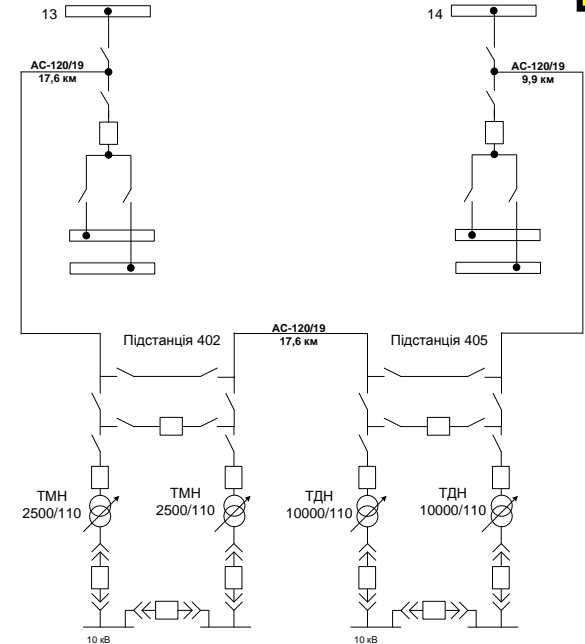 13
14
АС-120/19
17,6 км
АС-120/19
9,9 км
Підстанція 402
АС-120/19
17,6 км
Підстанція 405
ТМН
2500/110
ТМН
2500/110
ТДН
10000/110
ТДН
10000/110
10 кВ
10 кВ